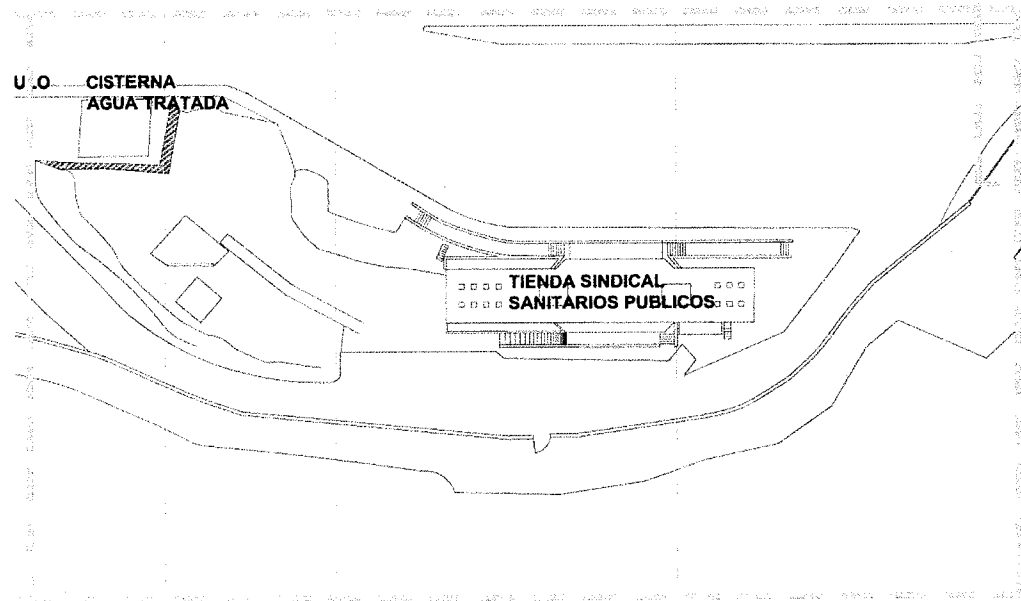 CISTERNA
AGUA TRATADA
TIENDA SINDICAL
SANITARIOS PUBLICOS